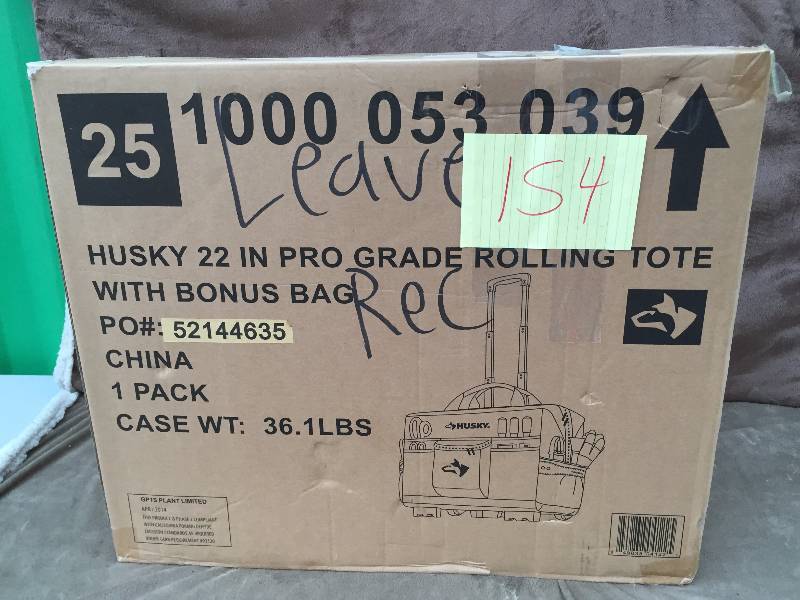 25
1000 053 039
Leave
154
HUSKY 22 IN PRO GRADE ROLLING TOTE
WITH BONUS BAG
Rec
PO#: 52144635
CHINA
1 PACK
CASE WT: 36.1LBS
HUSKY
GPTS PLANT LIMITED